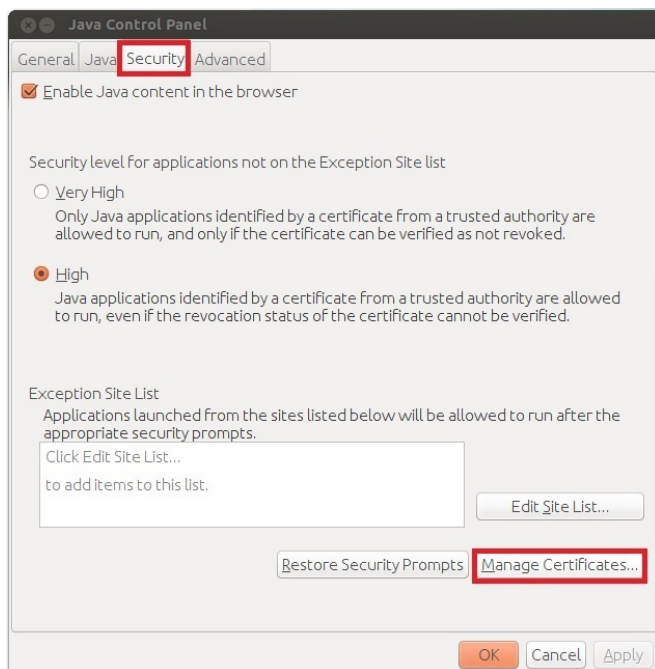 Java Control Panel
General Java Security Advanced
Enable Java content in the browser
Security level for applications not on the Exception Site list
Very High
Only Java applications identified by a certificate from a trusted authority are
allowed to run, and only if the certificate can be verified as not revoked.
High
Java applications identified by a certificate from a trusted authority are allowed
to run, even if the revocation status of the certificate cannot be verified.
Exception Site List
Applications launched from the sites listed below will be allowed to run after the
appropriate security prompts.
Click Edit Site List...
to add items to this list.
Edit Site List...
Restore Security Prompts Manage Certificates...
OK Cancel Apply